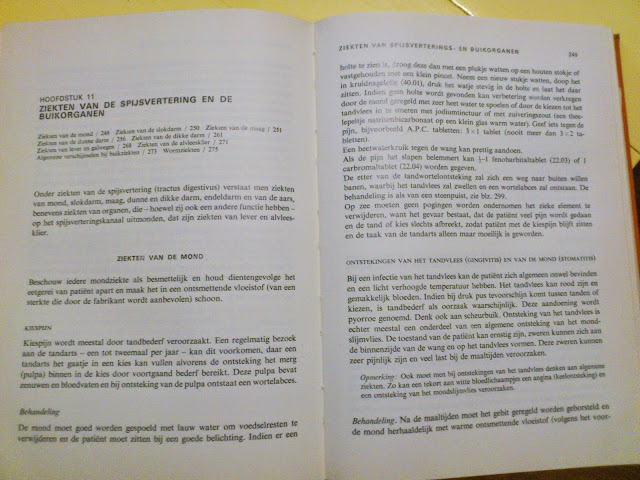 HOOFDSTUK 11
ZIEKTEN VAN DE SPIJSVERTERING EN DE
BUIKORGANEN
Ziekten van de mond / 248 Ziekten van de slokdarm / 250 Ziekten van de maag / 251
Ziekten van de dunne darm / 256 Ziekten van de dikke darm / 261
Ziekten van lever en galwegen / 268 Ziekten van de alvleesklier / 271
Algemene verschijnselen bij buikziekten / 273 Wormziekten / 275
Onder ziekten van de spijsvertering (tractus digestivus) verstaat men ziekten
van mond, slokdarm, maag, dunne en dikke darm, endeldarm en van de aars,
benevens ziekten van organen, die – hoewel zij ook een andere functie hebben –
op het spijsverteringskanaal uitmonden, dat zijn ziekten van lever en alvlees-
klier.
ZIEKTEN VAN DE MOND
Beschouw iedere mondziekte als besmettelijk en houd dientengevolge het
eetgerei van patiënt apart en maak het in een ontsmettende vloeistof (van een
sterkte die door de fabrikant wordt aanbevolen) schoon.
KIESPIJN
Kiespijn wordt meestal door tandbederf veroorzaakt. Een regelmatig bezoek
aan de tandarts – een tot tweemaal per jaar – kan dit voorkomen, daar een
tandarts het gaatje in een kies kan vullen alvorens de ontsteking het merg
(pulpa) binnen in de kies door voortgaand bederf bereikt. Deze pulpa bevat
zenuwen en bloedvaten en bij ontsteking van de pulpa ontstaat een wortelabces.
Behandeling
De mond moet goed worden gespoeld met lauw water om voedselresten te
verwijderen en de patiënt moet zitten bij een goede belichting. Indien er een
ZIEKTEN VAN SPIJSVERTERINGS- EN BUIKORGANEN 249
holte te zien is, droog deze dan met een plukje watten op een houten stokje of
vastgehouden met een klein pincet. Neem een nieuw stukje watten, doop het
in kruidnagelolie (40.01), druk het watje stevig in de holte en laat het daar
zitten. Indien geen holte wordt gevonden kan verbetering worden verkregen
door de mond geregeld met zeer heet water te spoelen of door de kiezen tot het
tandvlees in te smeren met jodiumtinctuur of met zuiveringszout (een thee-
lepeltje natriumbicarbonaat op een klein glas warm water). Geef iets tegen de
pijn, bijvoorbeeld A.P.C. tabletten: 3×1 tablet (nooit meer dan 3×2 ta-
bletten).
Een heetwaterkruik tegen de wang kan prettig aandoen.
Als de pijn het slapen belemmert kan ½–1 fenobarbitaltablet (22.03) of 1
carbromaltablet (22.04) worden gegeven.
De etter van de tandwortelontsteking zal zich een weg naar buiten willen
banen, waarbij het tandvlees zal zwellen en een wortelabces zal ontstaan. De
behandeling is als van een steenpuist, zie blz. 299.
Op zee moeten geen pogingen worden ondernomen het zieke element te
verwijderen, want het gevaar bestaat, dat de patiënt veel pijn wordt gedaan
en de tand of kies slechts afbreekt, zodat patiënt met de kiespijn blijft zitten
en de taak van de tandarts alleen maar moeilijk is geworden.
ONTSTEKINGEN VAN HET TANDVLEES (GINGIVITIS) EN VAN DE MOND (STOMATITIS)
Bij een infectie van het tandvlees kan de patiënt zich algemeen onwel bevinden
en een licht verhoogde temperatuur hebben. Het tandvlees kan rood zijn en
gemakkelijk bloeden. Indien bij druk pus tevoorschijn komt tussen tanden of
kiezen, is tandbederf als oorzaak waarschijnlijk. Deze aandoening wordt
pyorroe genoemd. Denk ook aan scheurbuik. Ontsteking van het tandvlees is
echter meestal een onderdeel van een algemene ontsteking van het mond-
slijmvlies. De toestand van de patiënt kan ernstig zijn, zweren kunnen zich aan
de binnenzijde van de wang en op het tandvlees vormen. Deze zweren kunnen
zeer pijnlijk zijn en veel last bij de maaltijden veroorzaken.
Opmerking: Ook moet men bij ontstekingen van het tandvlees denken aan algemene
ziekten. Zo kan een tekort aan witte bloedlichaampjes een angina (keelontsteking) en
een ontsteking van het mondslijmvlies veroorzaken.
Behandeling. Na de maaltijden moet het gebit geregeld worden geborsteld en
de mond herhaaldelijk met warme ontsmettende vloeistof (volgens het voor-